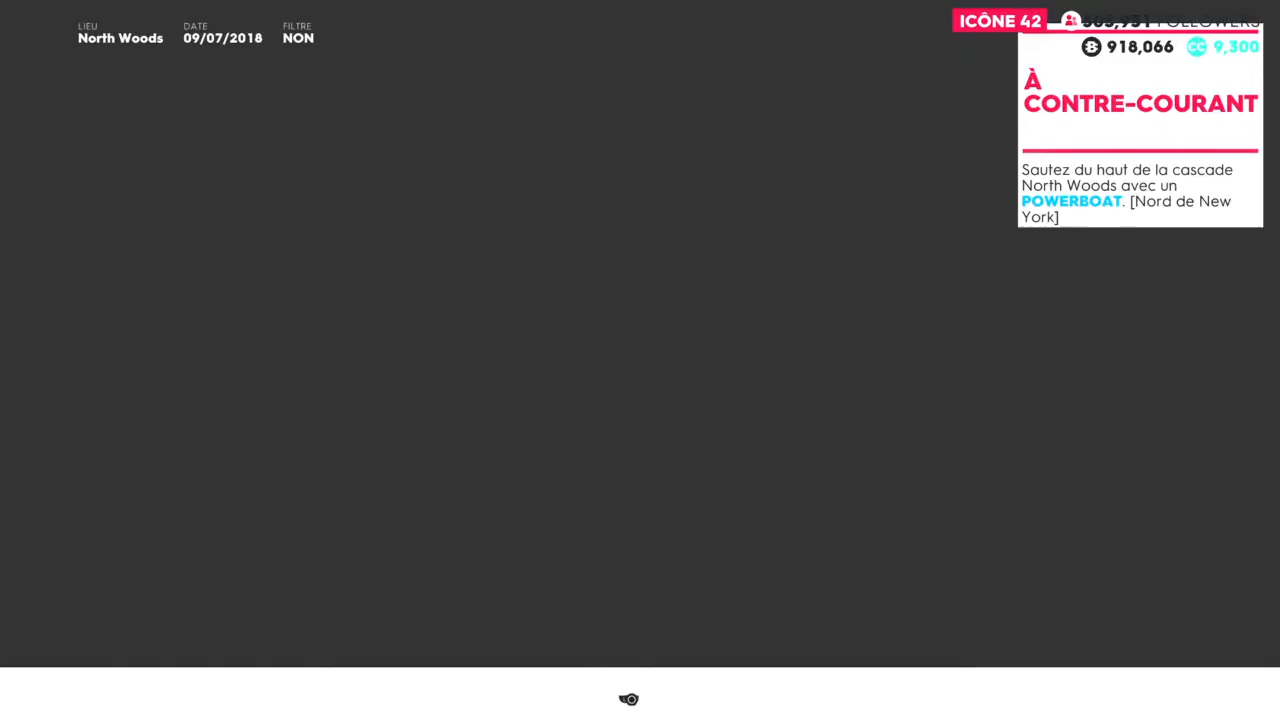 LIEU DATE FILTRE
North Woods 09/07/2018 NON
ICÔNE 42 FOLLOWERS
918,066 CC 9,300
À
CONTRE-COURANT
Sautez du haut de la cascade
North Woods avec un
POWERBOAT. [Nord de New
York]